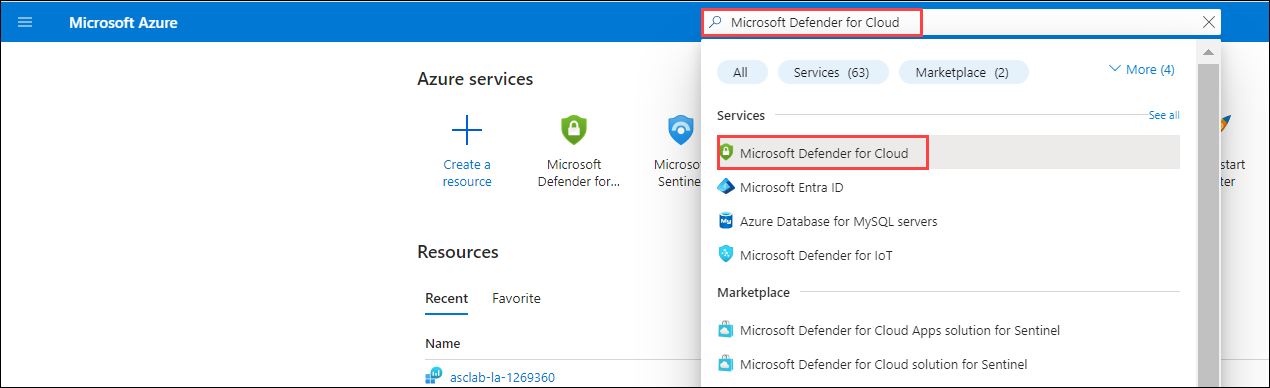 Microsoft Azure
Microsoft Defender for Cloud
All
Services (63)
Marketplace (2)
More (4)
Azure services
Services
See all
Create a
resource
Microsoft
Defender for...
Microso
Sentine
start
ter
Microsoft Defender for Cloud
Microsoft Entra ID
Azure Database for MySQL servers
Microsoft Defender for IoT
Resources
Recent
Favorite
Marketplace
Microsoft Defender for Cloud Apps solution for Sentinel
Microsoft Defender for Cloud solution for Sentinel
Name
asclab-la-1269360